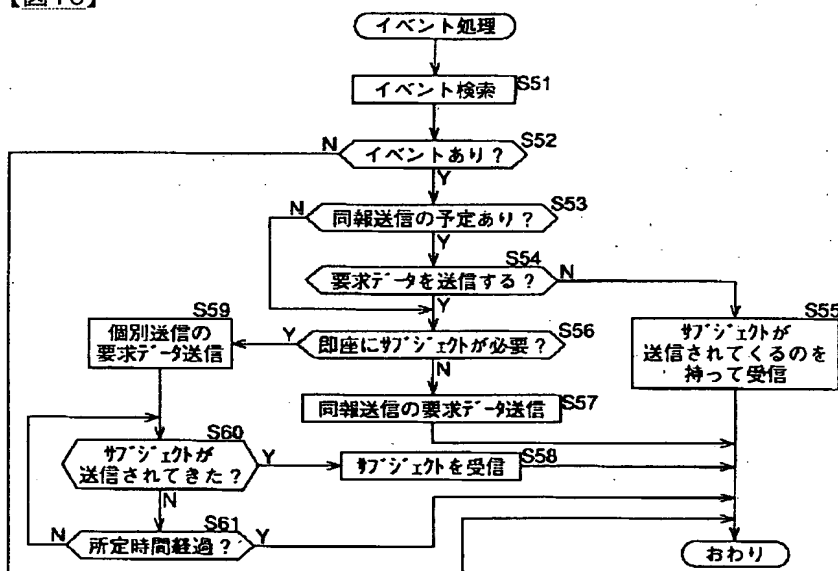 イベント処理
イベント検索 S51
N イベントあり？ S52
Y
N 同報送信の予定あり？ S53
Y
要求データを送信する？ S54 N
Y
S59
個別送信の
要求データ送信
Y 即座にサブジェクトが必要？ S56
N
S55
サブジェクトが
送信されてくるのを
持って受信
同報送信の要求データ送信 S57
S60
サブジェクトが
送信されてきた？
Y
サブジェクトを受信 S58
N
S61
N 所定時間経過？ Y
おわり